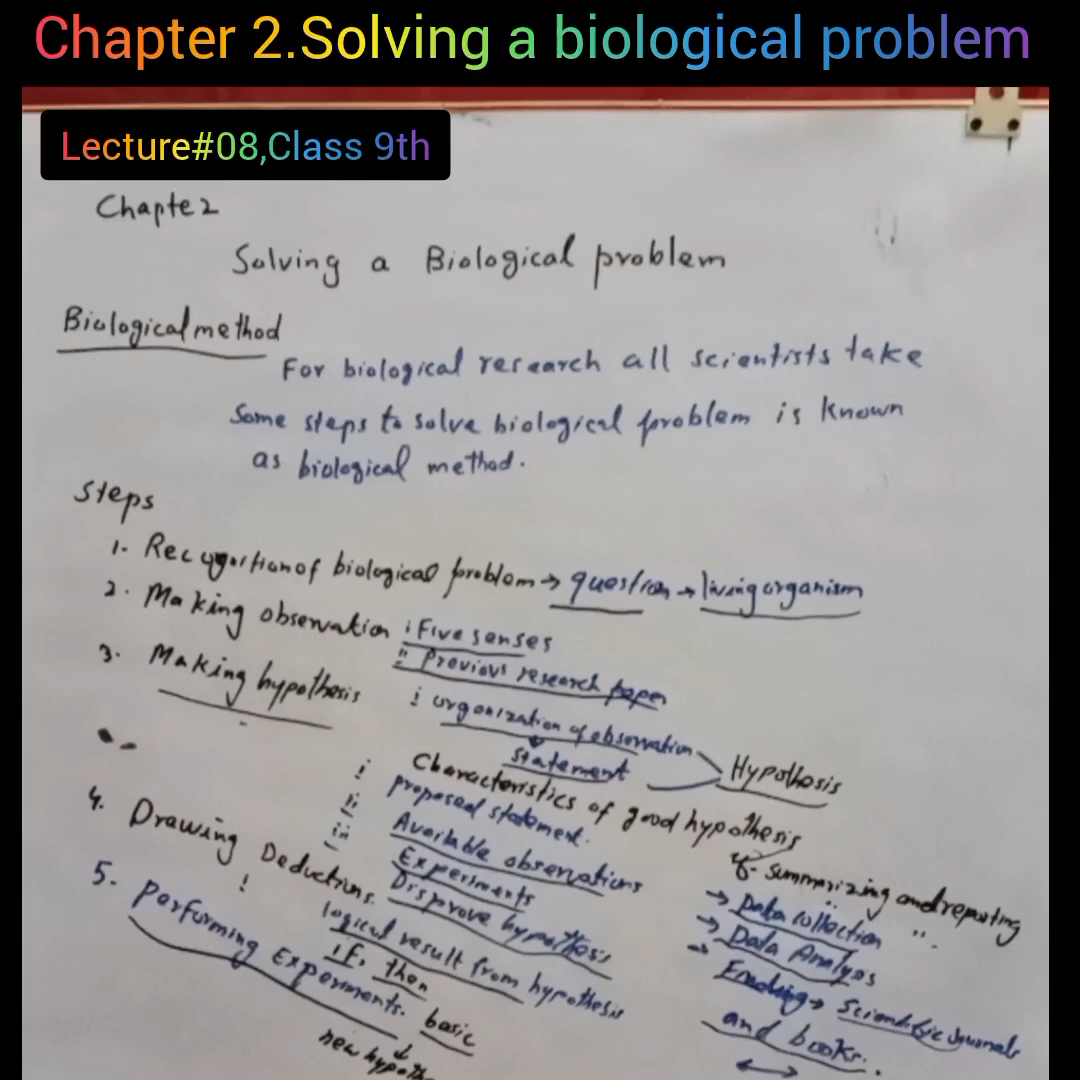 Chapter 2.Solving a biological problem
Lecture#08,Class 9th
Chapte 2
Solving a Biological problem
Biological method
For biological research all scientists take
Some steps to solve biological problem is known
as biological method.
Steps
1. Recognition of biological problem → question → living organism
2. Making observation i Five senses
ii Previous research paper
3. Making hypothesis
i organization of observation
statement
Hypothesis
Characteristics of good hypothesis
i proposed statement.
ii Available observations
iii Experiments
Disprove hypothesis
4. Drawing Deductions.
! logical result from hypothesis
if, then
5. Performing Experiments. basic
new hypoth
summarizing and reporting
→ Data collection
→ Data Analysis
→ Finding → Scientific Journals
and books.